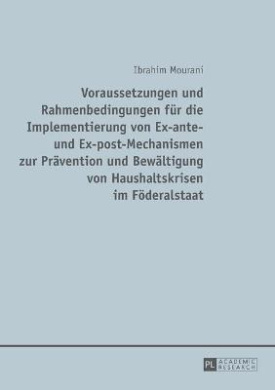 Ibrahim Mourani
Voraussetzungen und
Rahmenbedingungen für die
Implementierung von Ex-ante-
und Ex-post-Mechanismen
zur Prävention und Bewältigung
von Haushaltskrisen
im Föderalstaat
PL ACADEMIC
RESEARCH